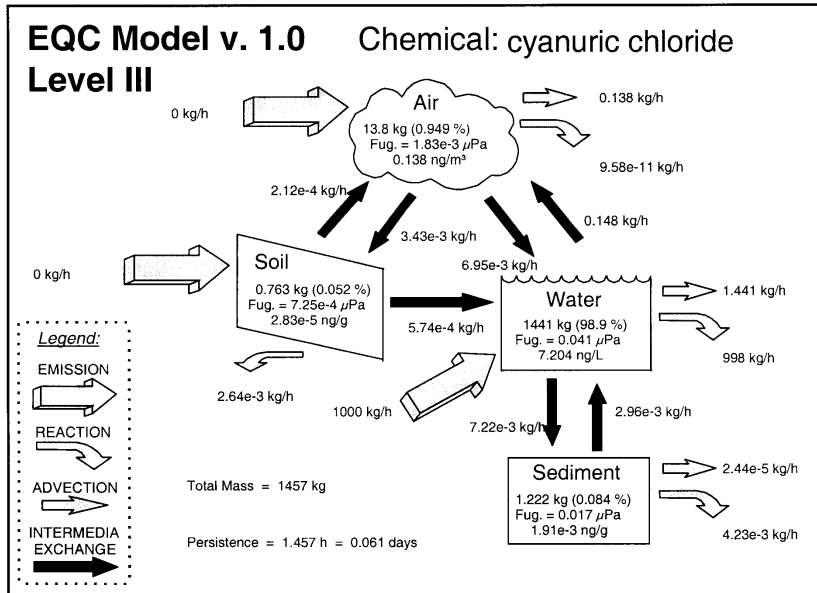 EQC Model v. 1.0
Level III
Chemical: cyanuric chloride
0 kg/h
Air
13.8 kg (0.949 %)
Fug. = 1.83e-3 µPa
0.138 ng/m³
0.138 kg/h
9.58e-11 kg/h
2.12e-4 kg/h
3.43e-3 kg/h
6.95e-3 kg/h
0.148 kg/h
0 kg/h
Soil
0.763 kg (0.052 %)
Fug. = 7.25e-4 µPa
2.83e-5 ng/g
5.74e-4 kg/h
2.64e-3 kg/h
Water
1441 kg (98.9 %)
Fug. = 0.041 µPa
7.204 ng/L
1.441 kg/h
998 kg/h
1000 kg/h
7.22e-3 kg/h
2.96e-3 kg/h
Sediment
1.222 kg (0.084 %)
Fug. = 0.017 µPa
1.91e-3 ng/g
2.44e-5 kg/h
4.23e-3 kg/h
Legend:
EMISSION
REACTION
ADVECTION
INTERMEDIA
EXCHANGE
Total Mass = 1457 kg
Persistence = 1.457 h = 0.061 days